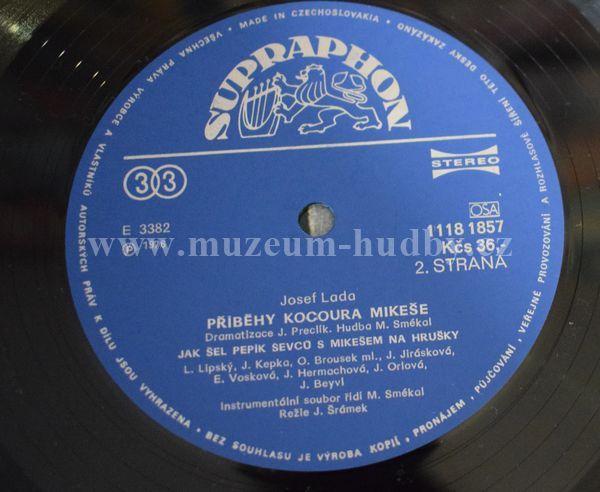 MADE IN CZECHOSLOVAKIA • VŠECHNA PRÁVA VÝROBCE A VLASTNÍKŮ AUTORSKÝCH PRÁV K DÍLU JSOU VYHRAZENA • BEZ SOUHLASU JE VÝROBA KOPIÍ, PRONÁJEM, PŮJČOVÁNÍ, VEŘEJNÉ PROVOZOVÁNÍ A ROZHLASOVÉ ŠÍŘENÍ TÉTO DESKY ZAKÁZÁNO •
SUPRAPHON
33
STEREO
OSA
E 3382
℗ 1976
1118 1857
Kčs 36,-
2. STRANA
www.muzeum-hudby.cz
Josef Lada
PŘÍBĚHY KOCOURA MIKEŠE
Dramatizace J. Preclík. Hudba M. Smékal
JAK ŠEL PEPÍK ŠEVCŮ S MIKEŠEM NA HRUŠKY
L. Lipský, J. Kepka, O. Brousek ml., J. Jirásková,
E. Vosková, J. Hermachová, J. Orlová,
J. Beyvl
Instrumentální soubor řídí M. Smékal
Režie J. Šrámek